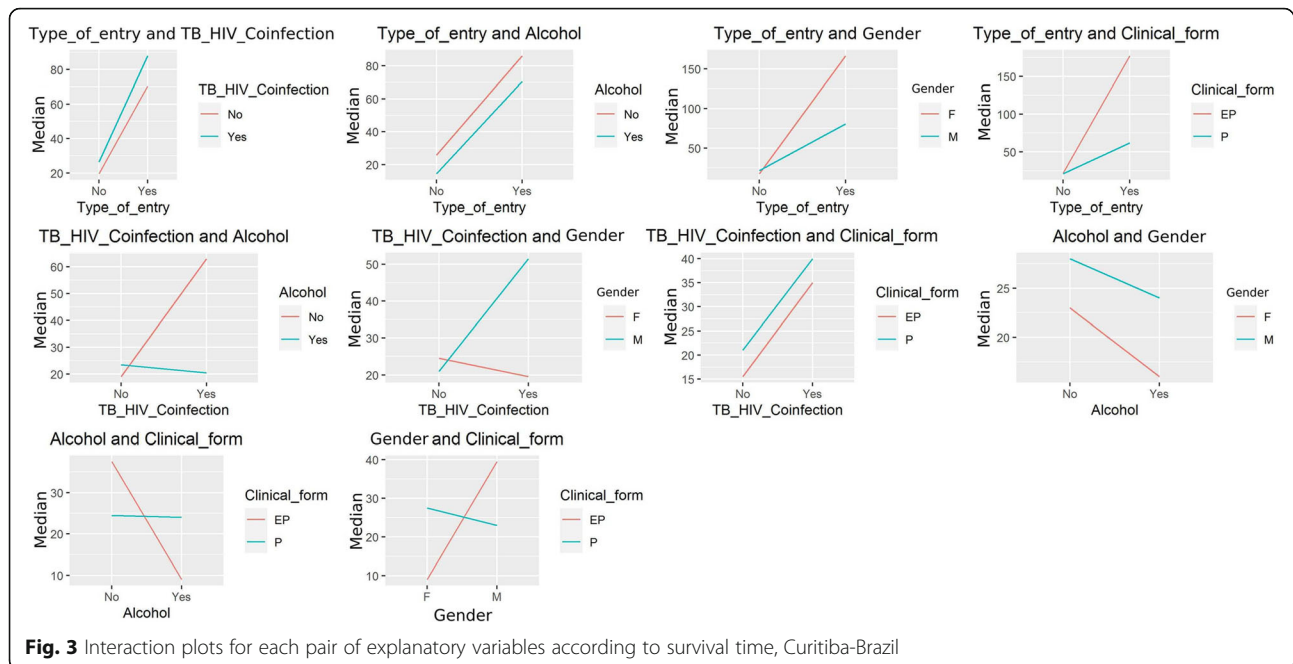 Type_of_entry and TB_HIV_Coinfection
Median
80
60
40
20
No Yes
Type_of_entry
TB_HIV_Coinfection
No
Yes
Type_of_entry and Alcohol
Median
80
60
40
20
No Yes
Type_of_entry
Alcohol
No
Yes
Type_of_entry and Gender
Median
150
100
50
No Yes
Type_of_entry
Gender
F
M
Type_of_entry and Clinical_form
Median
175
150
125
100
75
50
25
No Yes
Type_of_entry
Clinical_form
EP
P
TB_HIV_Coinfection and Alcohol
Median
60
50
40
30
20
No Yes
TB_HIV_Coinfection
Alcohol
No
Yes
TB_HIV_Coinfection and Gender
Median
50
40
30
20
No Yes
TB_HIV_Coinfection
Gender
F
M
TB_HIV_Coinfection and Clinical_form
Median
40
35
30
25
20
15
No Yes
TB_HIV_Coinfection
Clinical_form
EP
P
Alcohol and Gender
Median
25
20
No Yes
Alcohol
Gender
F
M
Alcohol and Clinical_form
Median
30
20
10
No Yes
Alcohol
Clinical_form
EP
P
Gender and Clinical_form
Median
40
30
20
10
F M
Gender
Clinical_form
EP
P
Fig. 3 Interaction plots for each pair of explanatory variables according to survival time, Curitiba-Brazil